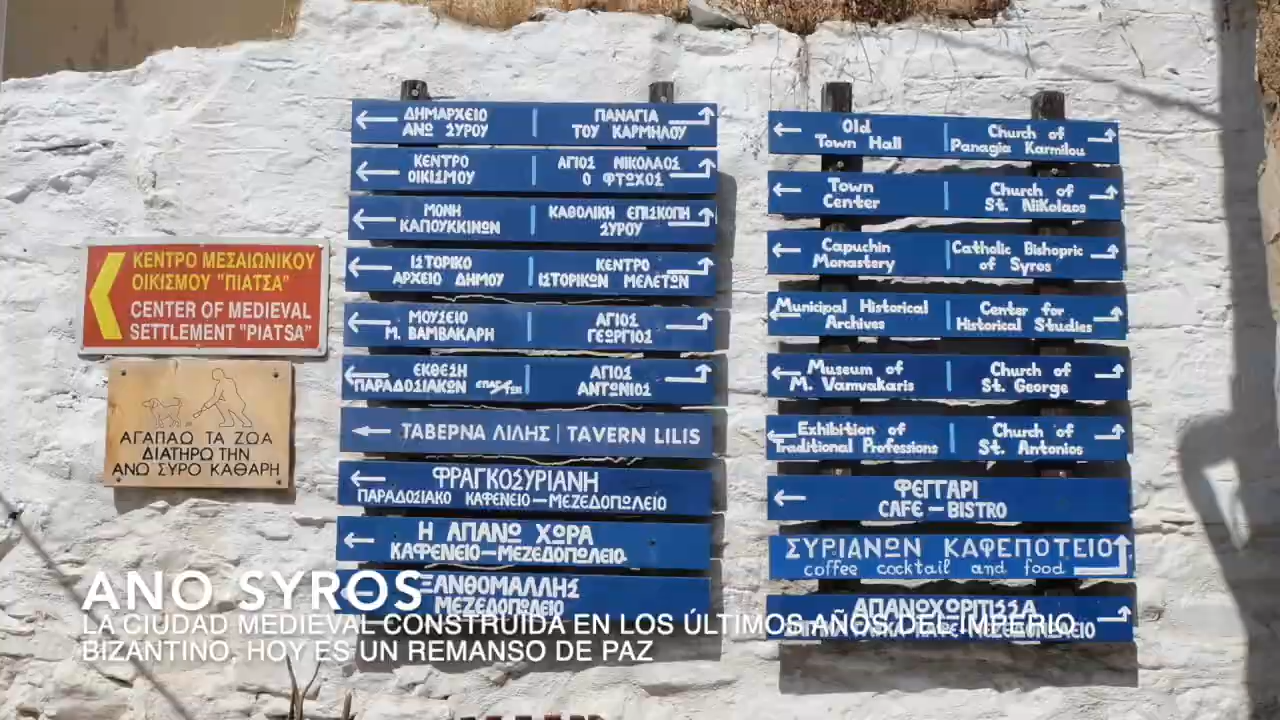 ΚΕΝΤΡΟ ΜΕΣΑΙΩΝΙΚΟΥ
ΟΙΚΙΣΜΟΥ "ΠΙΑΤΣΑ"
CENTER OF MEDIEVAL
SETTLEMENT "PIATSA"
ΑΓΑΠΑΩ ΤΑ ΖΩΑ
ΔΙΑΤΗΡΩ ΤΗΝ
ΑΝΩ ΣΥΡΟ ΚΑΘΑΡΗ
← ΔΗΜΑΡΧΕΙΟ
ΑΝΩ ΣΥΡΟΥ
ΠΑΝΑΓΙΑ
ΤΟΥ ΚΑΡΜΗΛΟΥ
← ΚΕΝΤΡΟ
ΟΙΚΙΣΜΟΥ
ΑΓΙΟΣ ΝΙΚΟΛΑΟΣ
Ο ΦΤΩΧΟΣ
← ΜΟΝΗ
ΚΑΠΟΥΚΚΙΝΩΝ
ΚΑΘΟΛΙΚΗ ΕΠΙΣΚΟΠΗ
ΣΥΡΟΥ
← ΙΣΤΟΡΙΚΟ
ΑΡΧΕΙΟ ΔΗΜΟΥ
ΚΕΝΤΡΟ
ΙΣΤΟΡΙΚΩΝ ΜΕΛΕΤΩΝ
← ΜΟΥΣΕΙΟ
Μ. ΒΑΜΒΑΚΑΡΗ
ΑΓΙΟΣ
ΓΕΩΡΓΙΟΣ
← ΕΚΘΕΣΗ
ΠΑΡΑΔΟΣΙΑΚΩΝ
ΑΓΙΟΣ
ΑΝΤΩΝΙΟΣ
← ΤΑΒΕΡΝΑ ΛΙΛΗΣ | TAVERN LILIS
← ΦΡΑΓΚΟΣΥΡΙΑΝΗ
ΠΑΡΑΔΟΣΙΑΚΟ ΚΑΦΕΝΕΙΟ – ΜΕΖΕΔΟΠΩΛΕΙΟ
← Η ΑΠΑΝΩ ΧΩΡΑ
ΚΑΦΕΝΕΙΟ – ΜΕΖΕΔΟΠΩΛΕΙΟ
ΞΑΝΘΟΜΑΛΛΗΣ
ΜΕΖΕΔΟΠΩΛΕΙΟ
← Old
Town Hall
Church of
Panagia Karmilou
← Town
Center
Church of
St. Nikolaos
← Capuchin
Monastery
Catholic Bishopric
of Syros
← Municipal Historical
Archives
Center for
Historical Studies
← Museum of
M. Vamvakaris
Church of
St. George
← Exhibition of
Traditional Professions
Church of
St. Antonios
← ΦΕΓΓΑΡΙ
CAFE – BISTRO
ΣΥΡΙΑΝΩΝ ΚΑΦΕΠΟΤΕΙΟ
coffee cocktail and food
ΑΠΑΝΩΧΩΡΙΤΙΣΣΑ
ΜΕΖΕΔΟΠΩΛΕΙΟ
ANO SYROS
LA CIUDAD MEDIEVAL CONSTRUIDA EN LOS ÚLTIMOS AÑOS DEL IMPERIO
BIZANTINO, HOY ES UN REMANSO DE PAZ